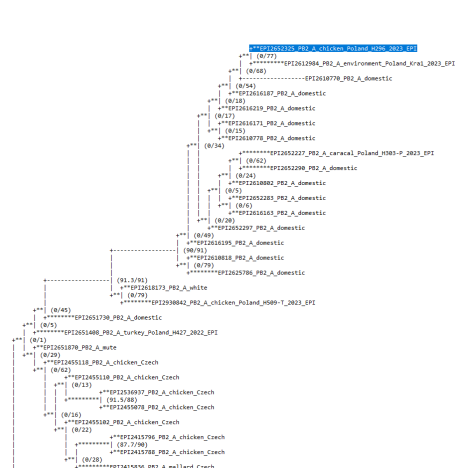 +**EPI2652325_PB2_A_chicken_Poland_H296_2023_EPI
+**| (0/77)
| +*********EPI2612984_PB2_A_environment_Poland_Kra1_2023_EPI
+**| (0/68)
| +-----------------EPI2610770_PB2_A_domestic
+**| (0/54)
| +**EPI2616187_PB2_A_domestic
+**| (0/18)
| +**EPI2616219_PB2_A_domestic
+**| (0/17)
| | +**EPI2616171_PB2_A_domestic
| +**| (0/15)
| +**EPI2610778_PB2_A_domestic
+**| (0/34)
| | +********EPI2652227_PB2_A_caracal_Poland_H303-P_2023_EPI
| | +**| (0/62)
| | | +********EPI2652290_PB2_A_domestic
| | +**| (0/24)
| | | +**EPI2610802_PB2_A_domestic
| | +**| (0/5)
| | | | +**EPI2652283_PB2_A_domestic
| | | +**| (0/6)
| | | +**EPI2616163_PB2_A_domestic
| +**| (0/20)
| +**EPI2652297_PB2_A_domestic
+**| (0/49)
| +**EPI2616195_PB2_A_domestic
+-----------------| (90/91)
| | +**EPI2610818_PB2_A_domestic
| +**| (0/79)
| +********EPI2625786_PB2_A_domestic
+-----------------| (91.3/91)
| | +**EPI2618173_PB2_A_white
| +**| (0/79)
| +********EPI2930842_PB2_A_chicken_Poland_H509-T_2023_EPI
+**| (0/45)
| +**EPI2651730_PB2_A_domestic
+**| (0/5)
| +********EPI2651408_PB2_A_turkey_Poland_H427_2022_EPI
+**| (0/1)
| | +**EPI2651870_PB2_A_mute
| +**| (0/29)
| | +**EPI2455118_PB2_A_chicken_Czech
| +**| (0/62)
| | +**EPI2455110_PB2_A_chicken_Czech
| | +**| (0/13)
| | | | +**EPI2536937_PB2_A_chicken_Czech
| | | +*********| (91.5/88)
| | | +**EPI2455078_PB2_A_chicken_Czech
| +**| (0/16)
| | +**EPI2455102_PB2_A_chicken_Czech
| +**| (0/22)
| | +**EPI2415796_PB2_A_chicken_Czech
| | +*********| (87.7/90)
| | | +**EPI2415788_PB2_A_chicken_Czech
| +**| (0/28)